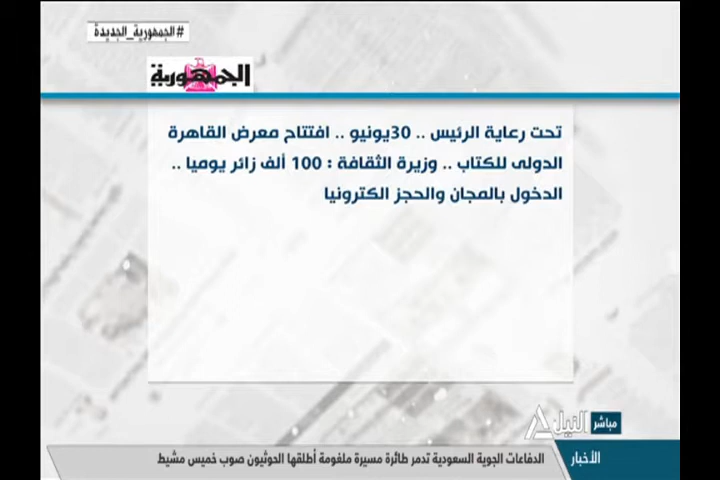 #الجمهورية_الجديدة
الجمهورية
تحت رعاية الرئيس .. 30يونيو .. افتتاح معرض القاهرة
الدولى للكتاب .. وزيرة الثقافة : 100 ألف زائر يوميا ..
الدخول بالمجان والحجز الكترونيا
النيل مباشر
الأخبار
الدفاعات الجوية السعودية تدمر طائرة مسيرة ملغومة أطلقها الحوثيون صوب خميس مشيط